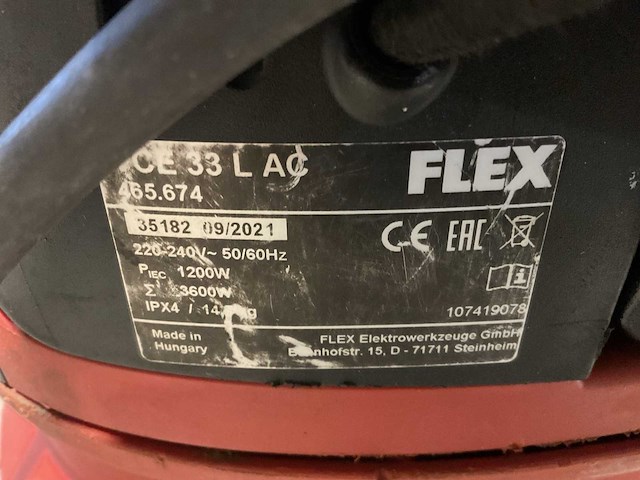 CE 33 L AC
FLEX
465.674
35182 09/2021
220-240V~ 50/60Hz
CE EAC
PIEC 1200W
Σ 3600W
IPX4 /
107419078
Made in
Hungary
FLEX Elektrowerkzeuge GmbH
15, D - 71711 Steinheim